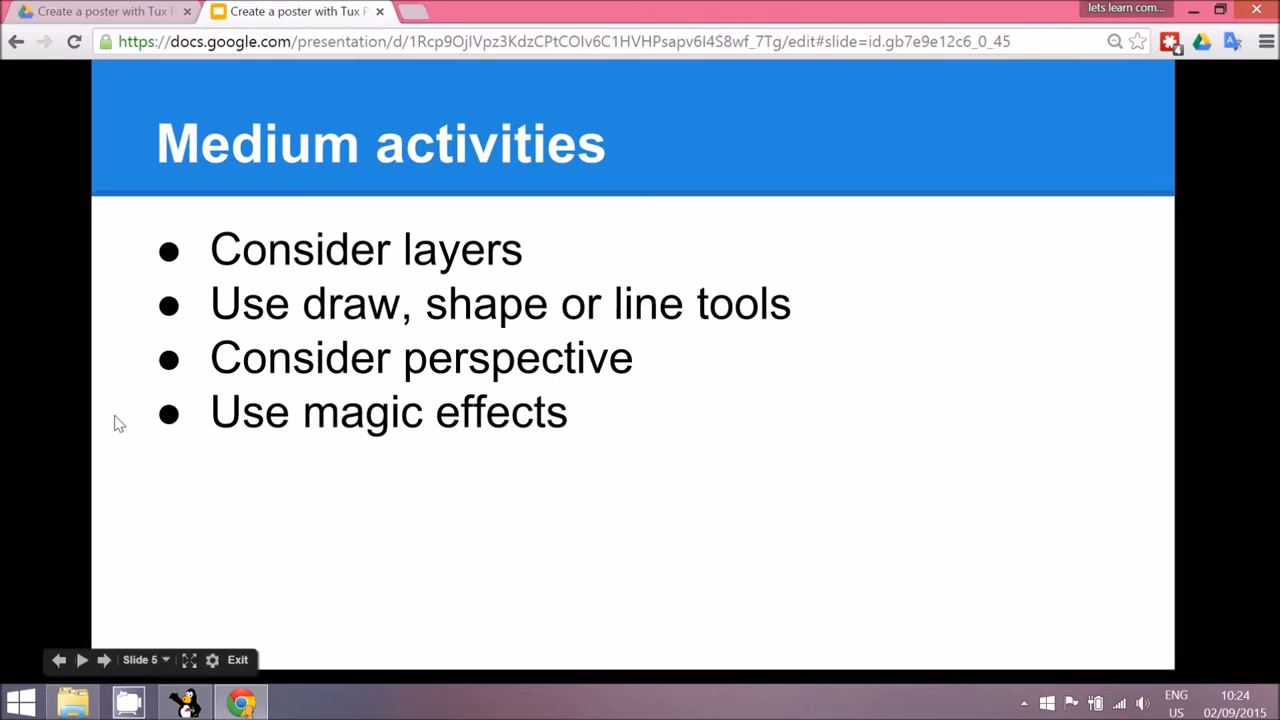 Create a poster with Tux P
Create a poster with Tux P
lets learn com...
https://docs.google.com/presentation/d/1Rcp9OjIVpz3KdzCPtCOIv6C1HVHPsapv6I4S8wf_7Tg/edit#slide=id.gb7e9e12c6_0_45
4
Medium activities
● Consider layers
● Use draw, shape or line tools
● Consider perspective
● Use magic effects
Slide 5
Exit
ENG
US
10:24
02/09/2015